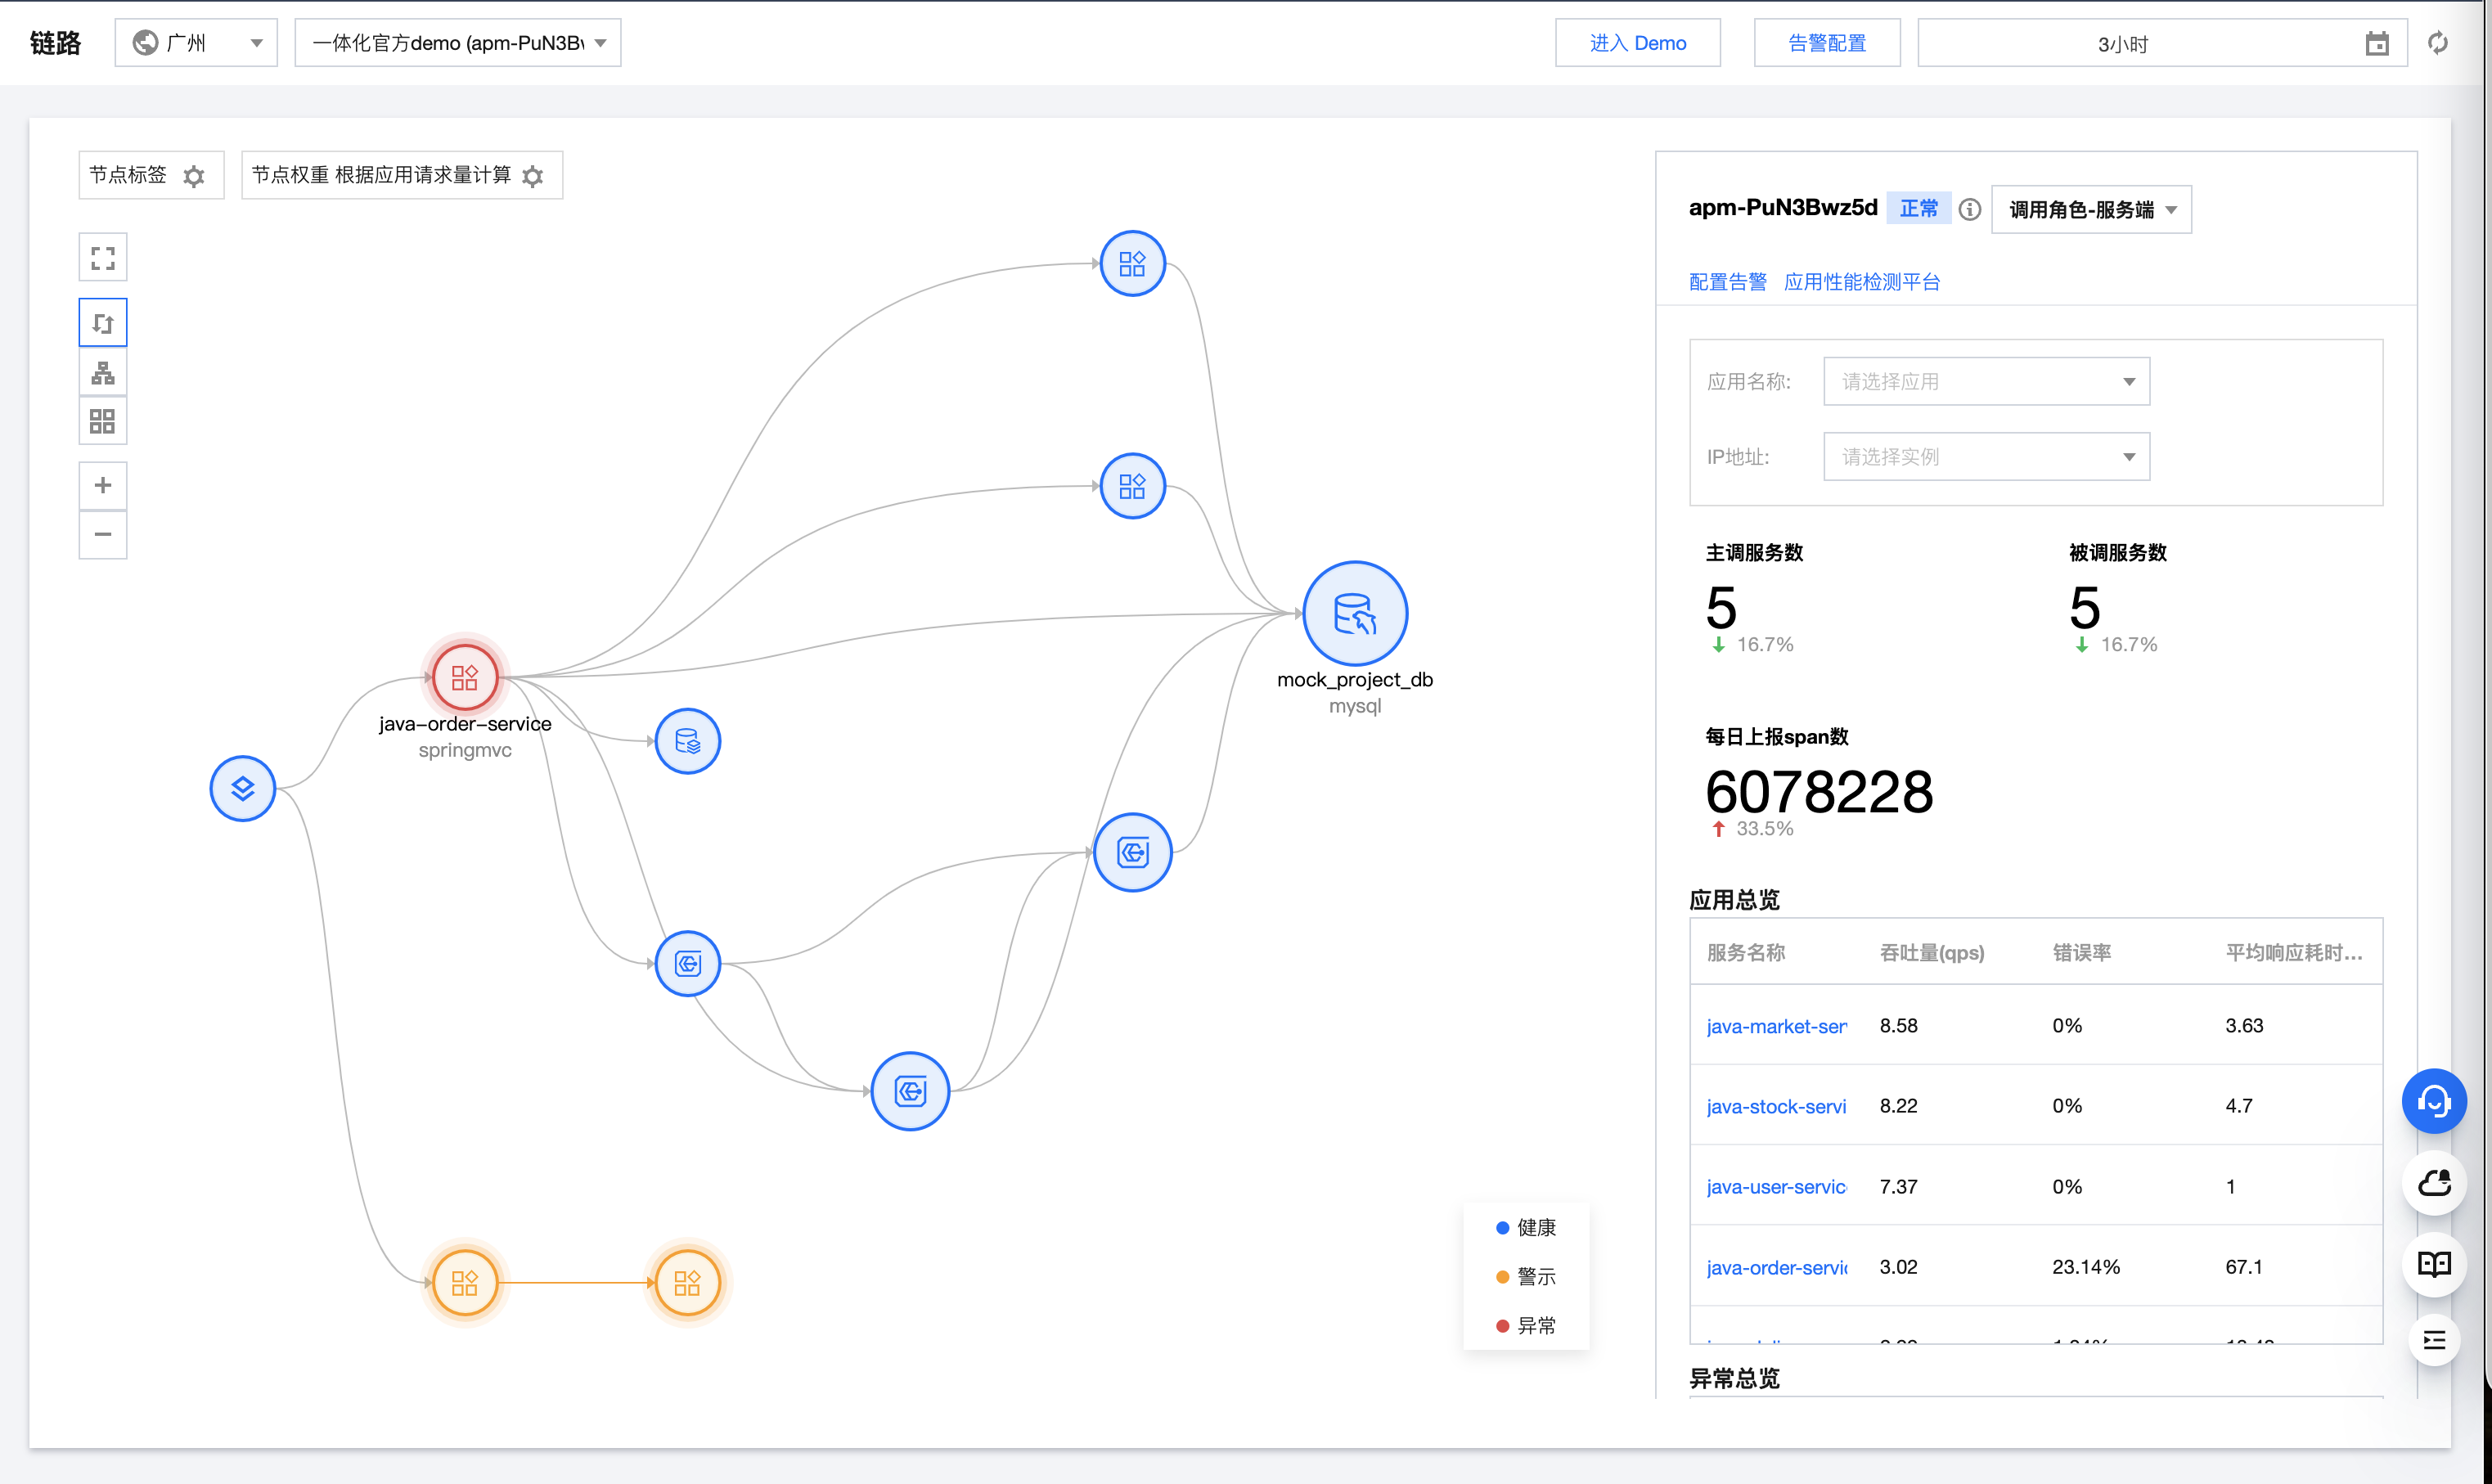 链路
广州
一体化官方demo (apm-PuN3Bw
进入 Demo
告警配置
3小时
节点标签
节点权重 根据应用请求量计算
java-order-service
springmvc
mock_project_db
mysql
健康
警示
异常
apm-PuN3Bwz5d
正常
调用角色-服务端
配置告警 应用性能检测平台
应用名称: 请选择应用
IP地址: 请选择实例
主调服务数
5
16.7%
被调服务数
5
16.7%
每日上报span数
6078228
33.5%
应用总览
服务名称 吞吐量(qps) 错误率 平均响应耗时...
java-market-ser 8.58 0% 3.63
java-stock-servi 8.22 0% 4.7
java-user-servic 7.37 0% 1
java-order-servi 3.02 23.14% 67.1
异常总览